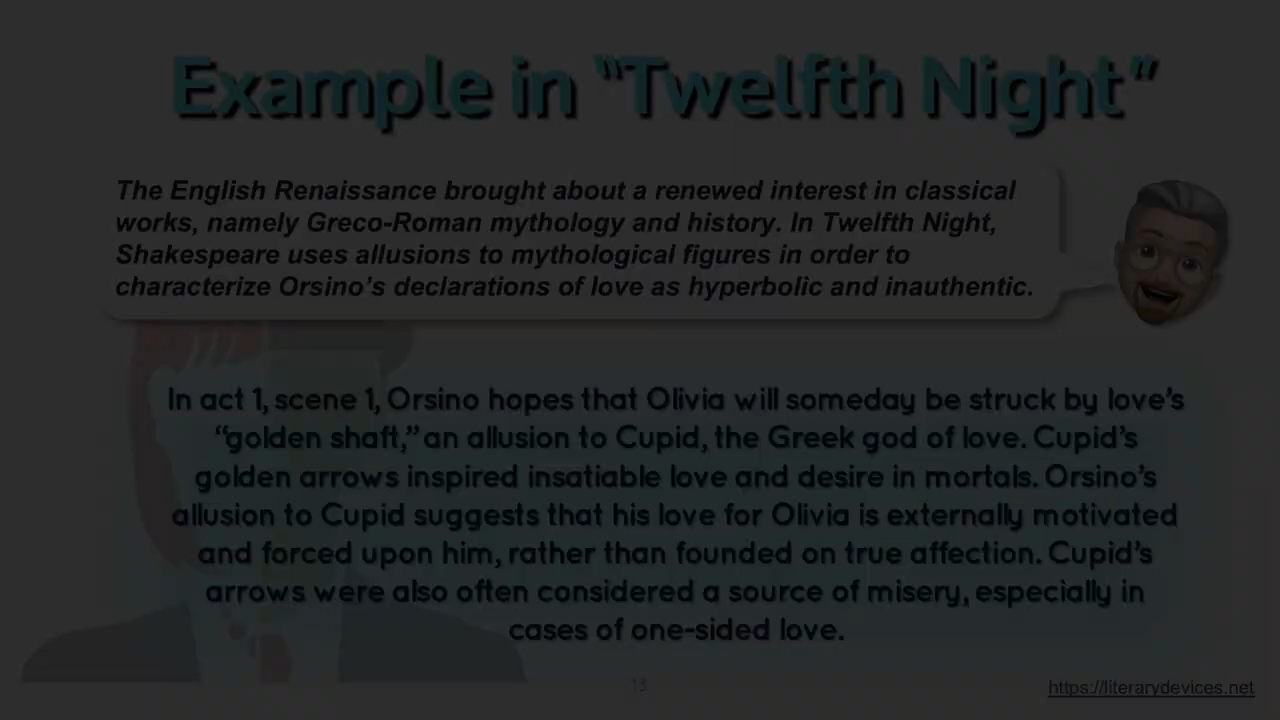 Example in "Twelfth Night"
The English Renaissance brought about a renewed interest in classical
works, namely Greco-Roman mythology and history. In Twelfth Night,
Shakespeare uses allusions to mythological figures in order to
characterize Orsino’s declarations of love as hyperbolic and inauthentic.
In act 1, scene 1, Orsino hopes that Olivia will someday be struck by love’s
“golden shaft,” an allusion to Cupid, the Greek god of love. Cupid’s
golden arrows inspired insatiable love and desire in mortals. Orsino’s
allusion to Cupid suggests that his love for Olivia is externally motivated
and forced upon him, rather than founded on true affection. Cupid’s
arrows were also often considered a source of misery, especially in
cases of one-sided love.
13
https://literarydevices.net